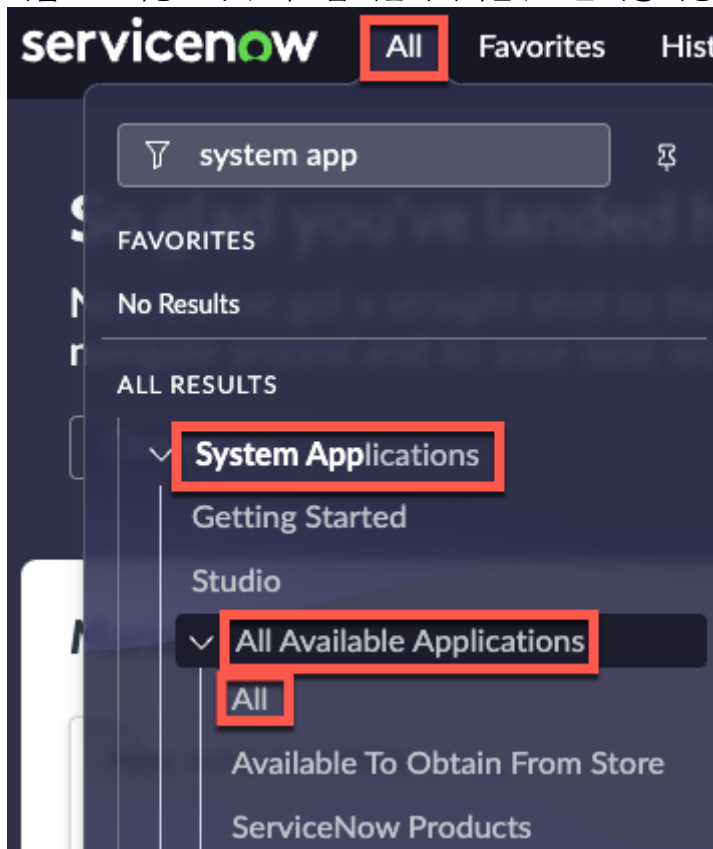 servicenow All Favorites Hist
system app
FAVORITES
No Results
ALL RESULTS
System Applications
Getting Started
Studio
All Available Applications
All
Available To Obtain From Store
ServiceNow Products